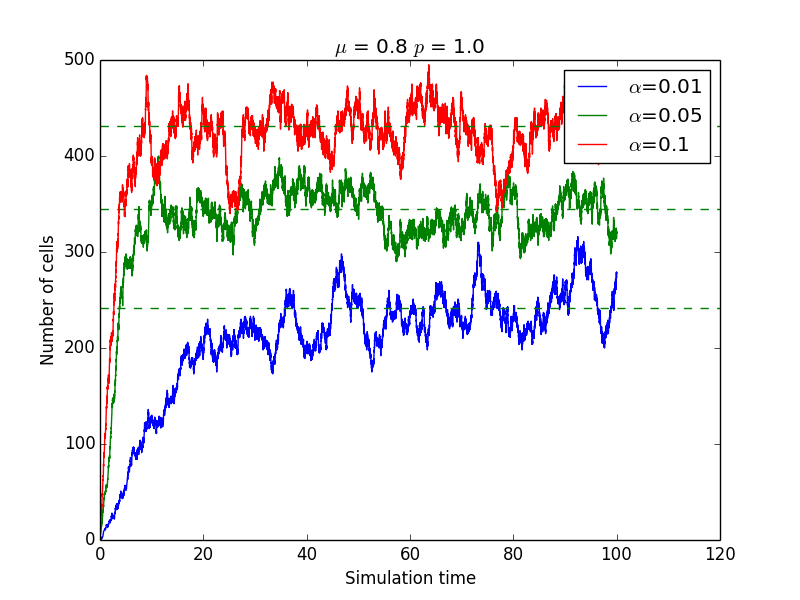 μ = 0.8 p = 1.0
α=0.01
α=0.05
α=0.1
500
400
300
200
100
0
Number of cells
0 20 40 60 80 100 120
Simulation time